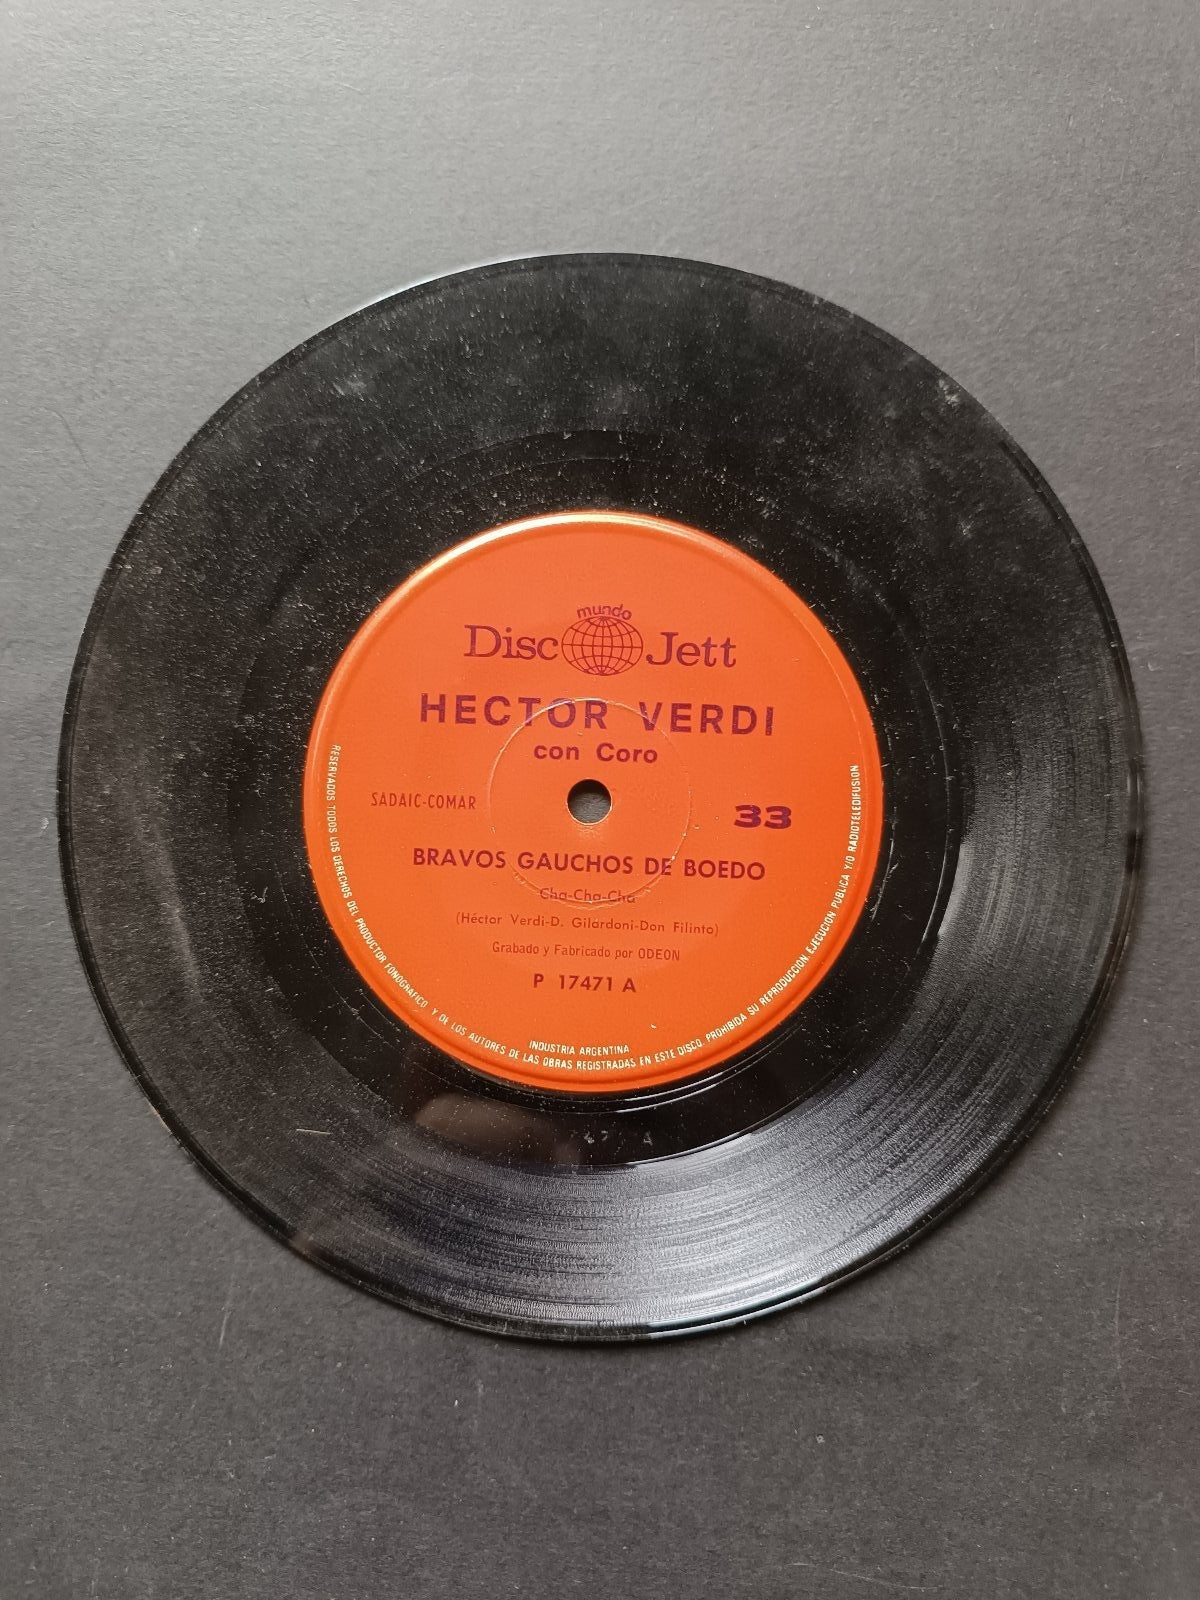 mundo
Disc Jett
HECTOR VERDI
con Coro
SADAIC-COMAR
33
BRAVOS GAUCHOS DE BOEDO
Cha-Cha-Cha
(Héctor Verdi-D. Gilardoni-Don Filinto)
Grabado y Fabricado por ODEON
P 17471 A
INDUSTRIA ARGENTINA
RESERVADOS TODOS LOS DERECHOS DEL PRODUCTOR FONOGRAFICO Y DE LOS AUTORES DE LAS OBRAS REGISTRADAS EN ESTE DISCO. PROHIBIDA SU REPRODUCCION, EJECUCION PUBLICA Y/O RADIOTELEDIFUSION